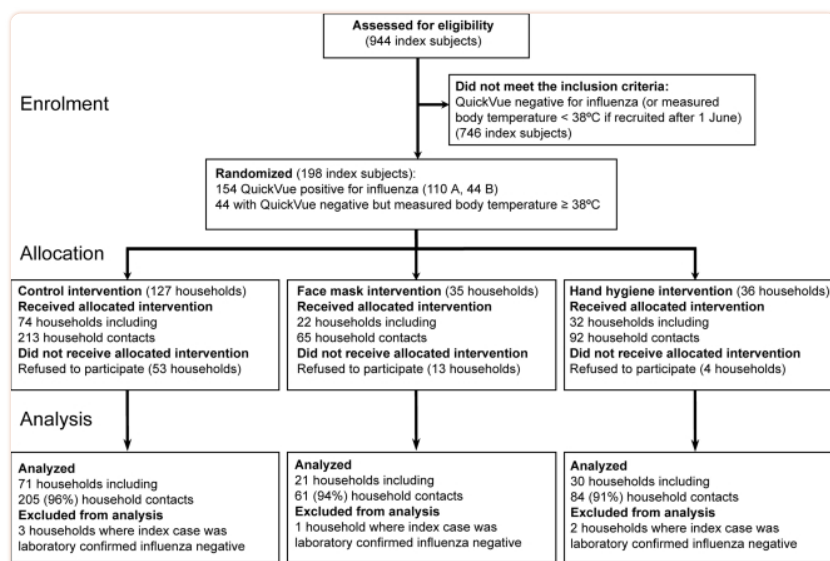 Assessed for eligibility
(944 index subjects)
Enrolment
Did not meet the inclusion criteria:
QuickVue negative for influenza (or measured
body temperature < 38ºC if recruited after 1 June)
(746 index subjects)
Randomized (198 index subjects):
154 QuickVue positive for influenza (110 A, 44 B)
44 with QuickVue negative but measured body temperature ≥ 38ºC
Allocation
Control intervention (127 households)
Received allocated intervention
74 households including
213 household contacts
Did not receive allocated intervention
Refused to participate (53 households)
Face mask intervention (35 households)
Received allocated intervention
22 households including
65 household contacts
Did not receive allocated intervention
Refused to participate (13 households)
Hand hygiene intervention (36 households)
Received allocated intervention
32 households including
92 household contacts
Did not receive allocated intervention
Refused to participate (4 households)
Analysis
Analyzed
71 households including
205 (96%) household contacts
Excluded from analysis
3 households where index case was
laboratory confirmed influenza negative
Analyzed
21 households including
61 (94%) household contacts
Excluded from analysis
1 household where index case was
laboratory confirmed influenza negative
Analyzed
30 households including
84 (91%) household contacts
Excluded from analysis
2 households where index case was
laboratory confirmed influenza negative